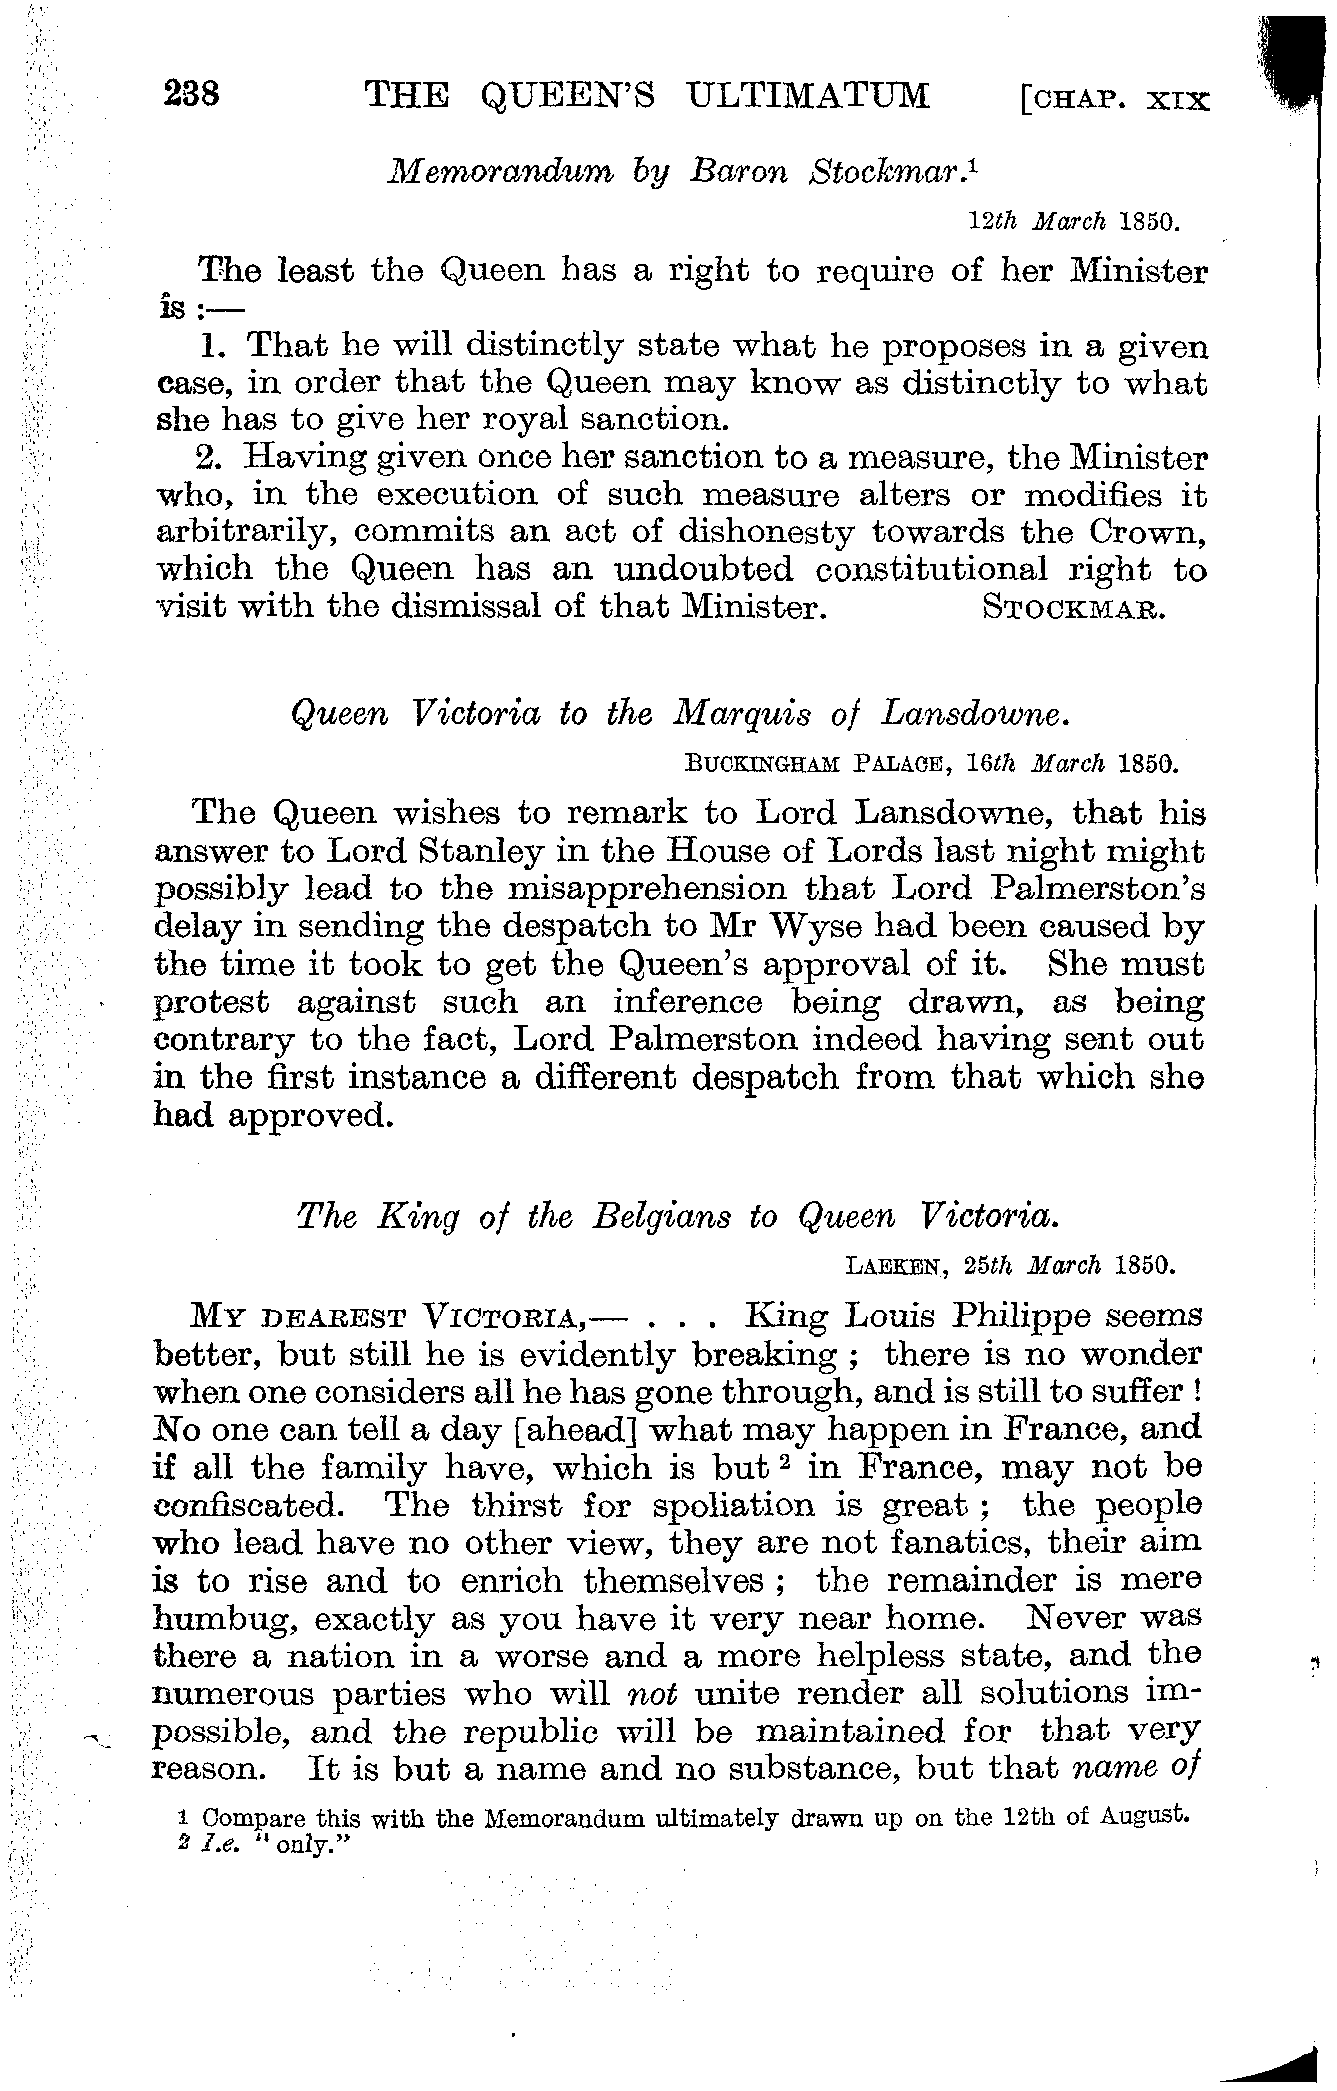 238 THE QUEEN'S ULTIMATUM [CHAP. XIX
Memorandum by Baron Stockmar.¹
12th March 1850.
The least the Queen has a right to require of her Minister
is :—
1. That he will distinctly state what he proposes in a given
case, in order that the Queen may know as distinctly to what
she has to give her royal sanction.
2. Having given once her sanction to a measure, the Minister
who, in the execution of such measure alters or modifies it
arbitrarily, commits an act of dishonesty towards the Crown,
which the Queen has an undoubted constitutional right to
visit with the dismissal of that Minister. STOCKMAR.
Queen Victoria to the Marquis of Lansdowne.
BUCKINGHAM PALACE, 16th March 1850.
The Queen wishes to remark to Lord Lansdowne, that his
answer to Lord Stanley in the House of Lords last night might
possibly lead to the misapprehension that Lord Palmerston's
delay in sending the despatch to Mr Wyse had been caused by
the time it took to get the Queen's approval of it. She must
protest against such an inference being drawn, as being
contrary to the fact, Lord Palmerston indeed having sent out
in the first instance a different despatch from that which she
had approved.
The King of the Belgians to Queen Victoria.
LAEKEN, 25th March 1850.
MY DEAREST VICTORIA,— . . . King Louis Philippe seems
better, but still he is evidently breaking ; there is no wonder
when one considers all he has gone through, and is still to suffer !
No one can tell a day [ahead] what may happen in France, and
if all the family have, which is but ² in France, may not be
confiscated. The thirst for spoliation is great ; the people
who lead have no other view, they are not fanatics, their aim
is to rise and to enrich themselves ; the remainder is mere
humbug, exactly as you have it very near home. Never was
there a nation in a worse and a more helpless state, and the
numerous parties who will not unite render all solutions im-
possible, and the republic will be maintained for that very
reason. It is but a name and no substance, but that name of
1 Compare this with the Memorandum ultimately drawn up on the 12th of August.
2 I.e. "only."